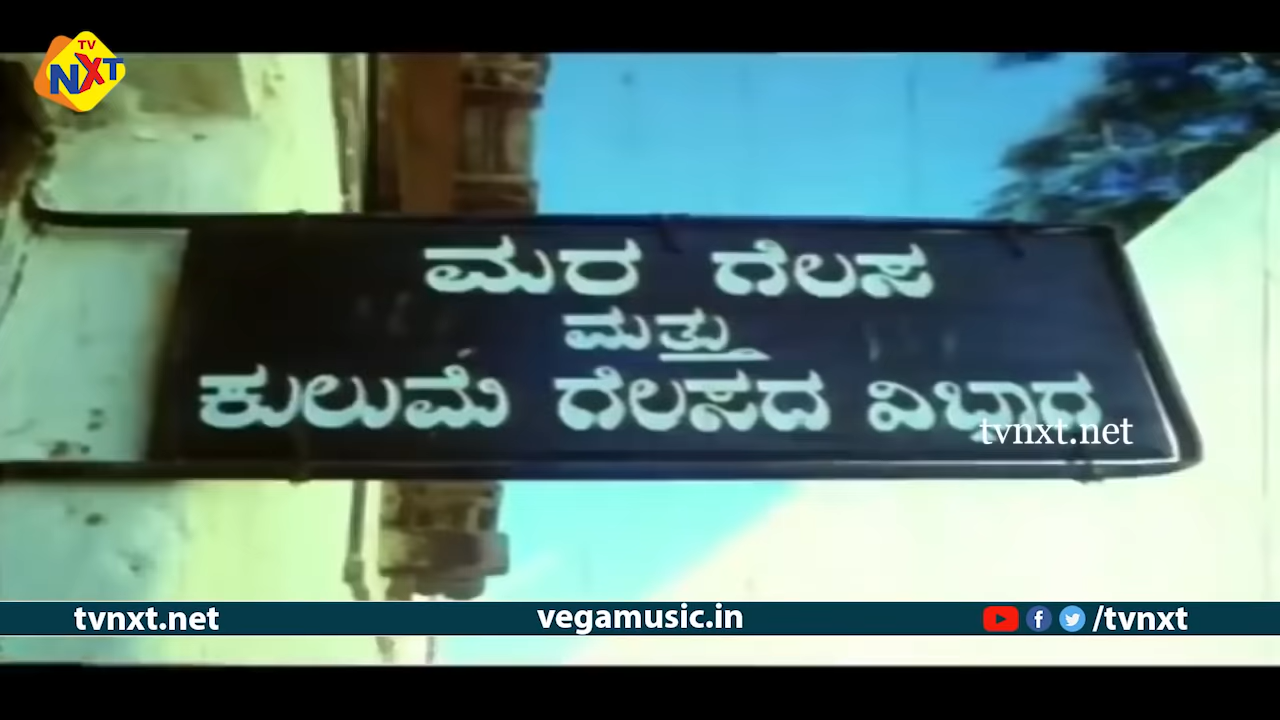 TV
NXT
ಮರ ಗೆಲಸ
ಮತ್ತು
ಕುಲುಮೆ ಗೆಲಸದ ವಿಭಾಗ
tvnxt.net
tvnxt.net
vegamusic.in
/tvnxt